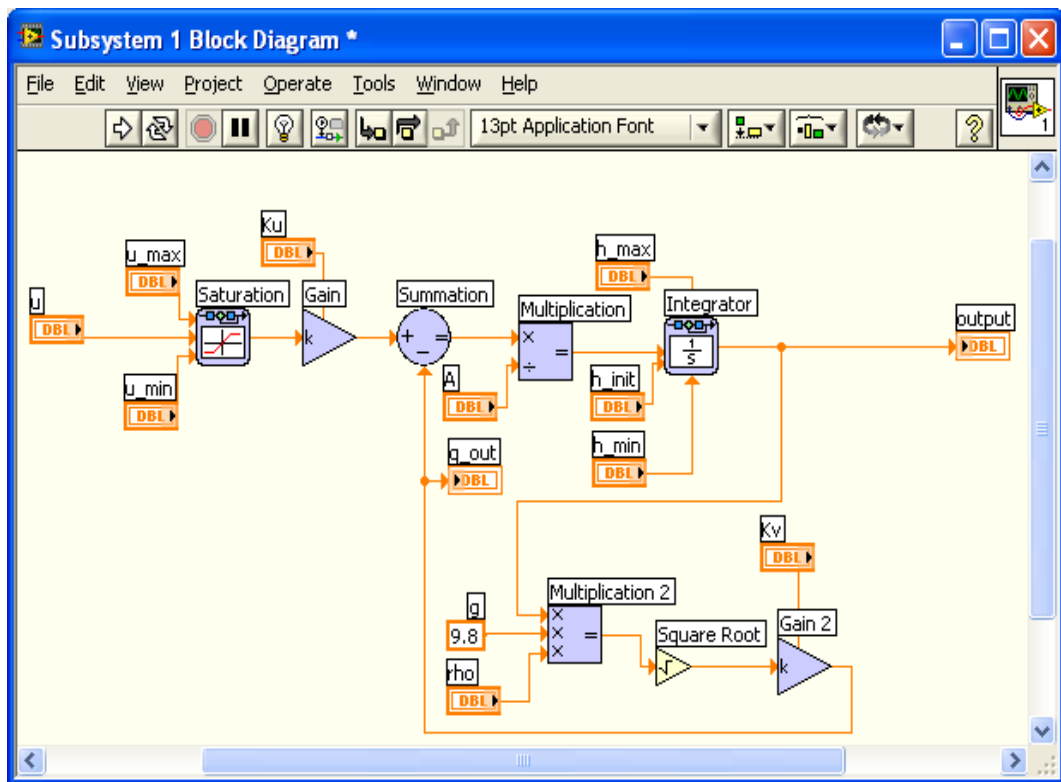 Subsystem 1 Block Diagram *
File Edit View Project Operate Tools Window Help
13pt Application Font
?
1
Ku
DBL
u_max
DBL
h_max
DBL
u
DBL
Saturation
Gain
k
Summation
+ − =
Multiplication
× ÷ =
Integrator
1
s
output
DBL
u_min
DBL
A
DBL
h_init
DBL
h_min
DBL
q_out
DBL
Kv
DBL
g
9.8
Multiplication 2
× × × =
Square Root
√
Gain 2
k
rho
DBL